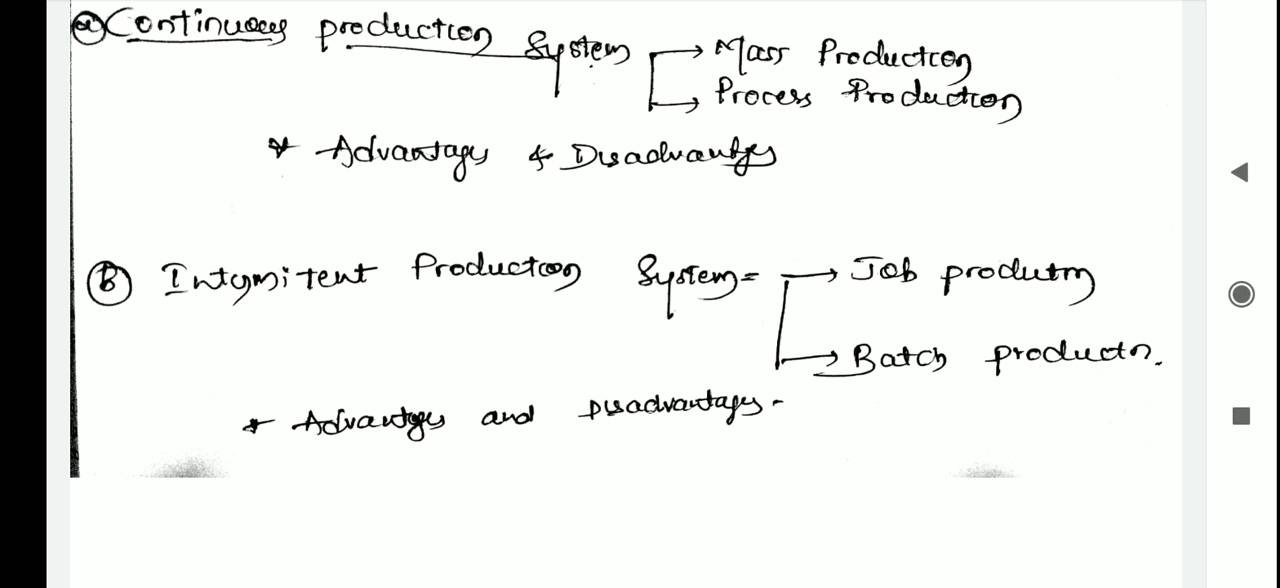 (a) Continuous production System → Mass Production
→ Process Production
* Advantages & Disadvantages
(B) Intermitent Production System = → Job production
→ Batch production.
* Advantages and Disadvantages -